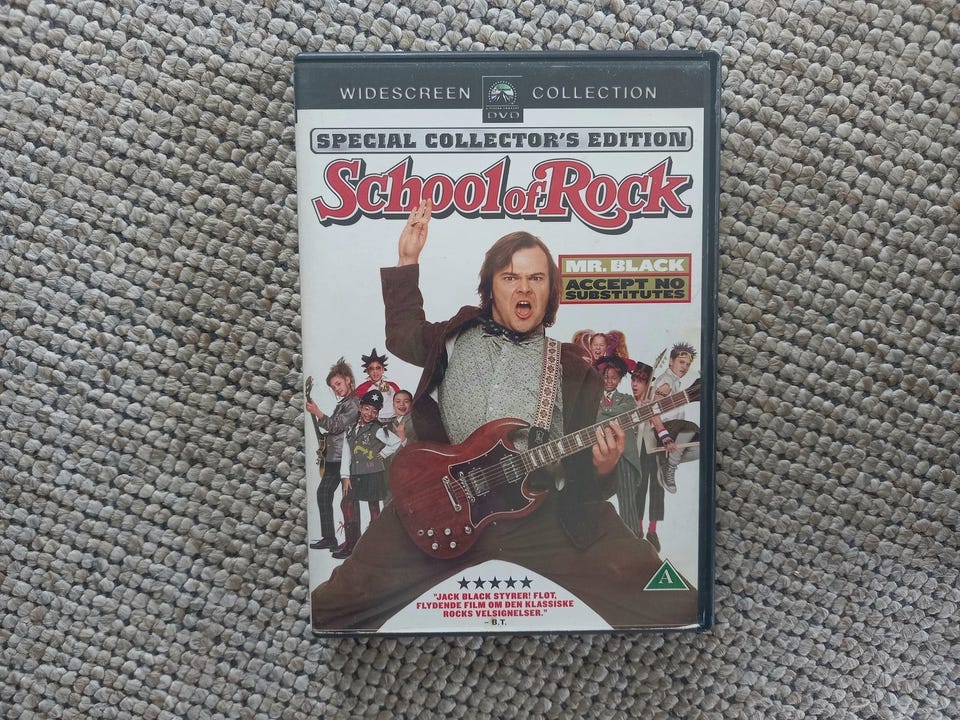 WIDESCREEN DVD COLLECTION
SPECIAL COLLECTOR'S EDITION
School of Rock
MR. BLACK
ACCEPT NO
SUBSTITUTES
A
★★★★★
"JACK BLACK STYRER! FLOT,
FLYDENDE FILM OM DEN KLASSISKE
ROCKS VELSIGNELSER."
– B.T.